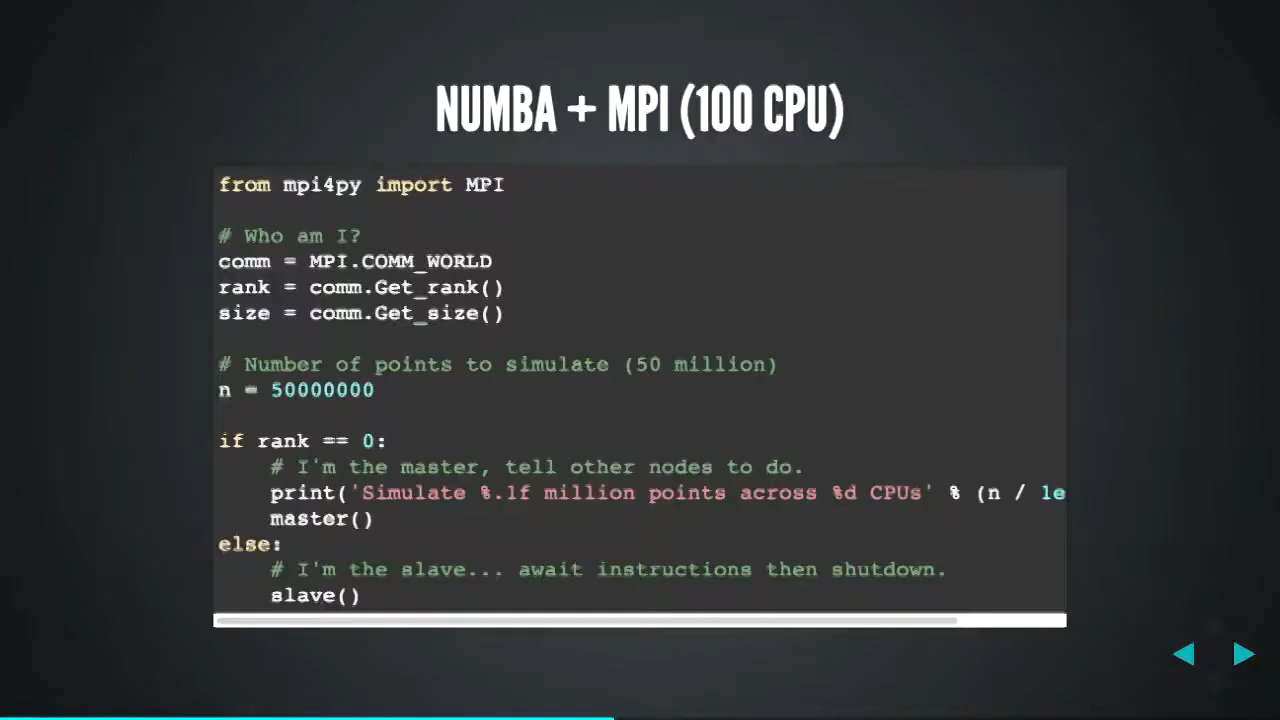 NUMBA + MPI (100 CPU)
from mpi4py import MPI
# Who am I?
comm = MPI.COMM_WORLD
rank = comm.Get_rank()
size = comm.Get_size()
# Number of points to simulate (50 million)
n = 50000000
if rank == 0:
# I'm the master, tell other nodes to do.
print('Simulate %.1f million points across %d CPUs' % (n / 1e
master()
else:
# I'm the slave... await instructions then shutdown.
slave()